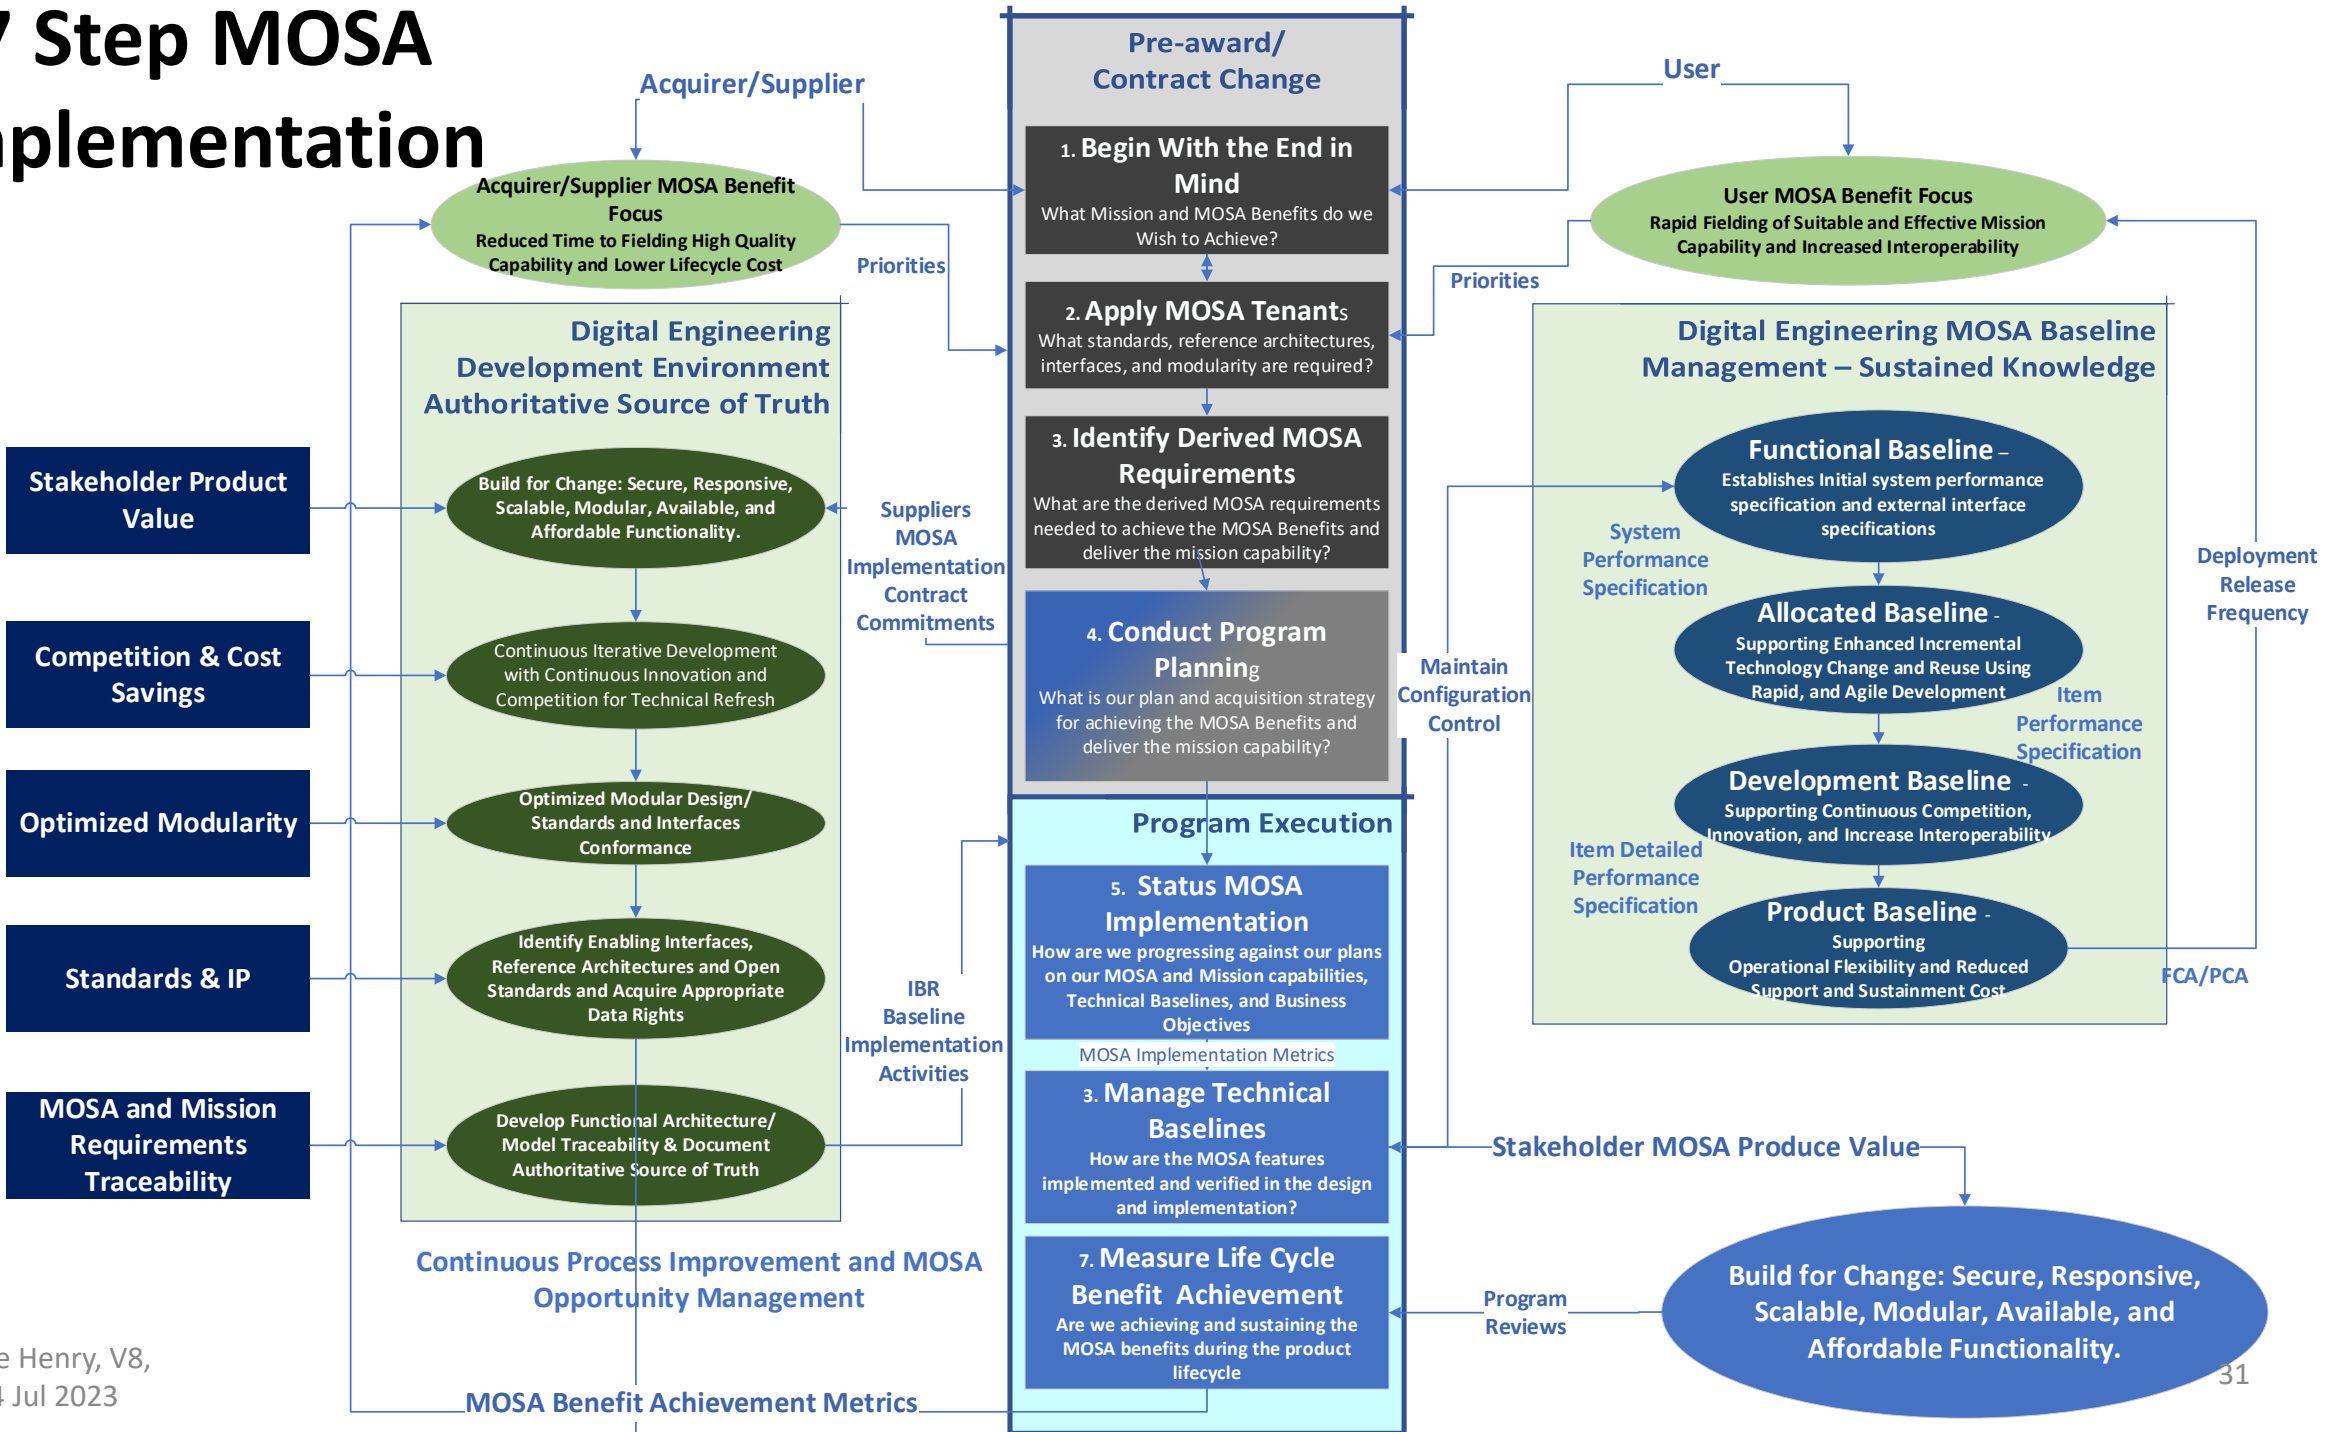 7 Step MOSA
mplementation
Acquirer/Supplier
Pre-award/
Contract Change
User
Acquirer/Supplier MOSA Benefit
Focus
Reduced Time to Fielding High Quality
Capability and Lower Lifecycle Cost
Priorities
1. Begin With the End in
Mind
What Mission and MOSA Benefits do we
Wish to Achieve?
2. Apply MOSA Tenants
What standards, reference architectures,
interfaces, and modularity are required?
3. Identify Derived MOSA
Requirements
What are the derived MOSA requirements
needed to achieve the MOSA Benefits and
deliver the mission capability?
4. Conduct Program
Planning
What is our plan and acquisition strategy
for achieving the MOSA Benefits and
deliver the mission capability?
User MOSA Benefit Focus
Rapid Fielding of Suitable and Effective Mission
Capability and Increased Interoperability
Priorities
Digital Engineering
Development Environment
Authoritative Source of Truth
Stakeholder Product
Value
Competition & Cost
Savings
Optimized Modularity
Standards & IP
MOSA and Mission
Requirements
Traceability
Build for Change: Secure, Responsive,
Scalable, Modular, Available, and
Affordable Functionality.
Continuous Iterative Development
with Continuous Innovation and
Competition for Technical Refresh
Optimized Modular Design/
Standards and Interfaces
Conformance
Identify Enabling Interfaces,
Reference Architectures and Open
Standards and Acquire Appropriate
Data Rights
Develop Functional Architecture/
Model Traceability & Document
Authoritative Source of Truth
Suppliers
MOSA
Implementation
Contract
Commitments
IBR
Baseline
Implementation
Activities
Program Execution
5. Status MOSA
Implementation
How are we progressing against our plans
on our MOSA and Mission capabilities,
Technical Baselines, and Business
Objectives
MOSA Implementation Metrics
3. Manage Technical
Baselines
How are the MOSA features
implemented and verified in the design
and implementation?
7. Measure Life Cycle
Benefit Achievement
Are we achieving and sustaining the
MOSA benefits during the product
lifecycle
Maintain
Configuration
Control
Digital Engineering MOSA Baseline
Management – Sustained Knowledge
Functional Baseline –
Establishes Initial system performance
specification and external interface
specifications
System
Performance
Specification
Allocated Baseline -
Supporting Enhanced Incremental
Technology Change and Reuse Using
Rapid, and Agile Development
Item
Performance
Specification
Development Baseline -
Supporting Continuous Competition,
Innovation, and Increase Interoperability
Item Detailed
Performance
Specification
Product Baseline -
Supporting
Operational Flexibility and Reduced
Support and Sustainment Cost
Deployment
Release
Frequency
FCA/PCA
Stakeholder MOSA Produce Value
Program
Reviews
Build for Change: Secure, Responsive,
Scalable, Modular, Available, and
Affordable Functionality.
Continuous Process Improvement and MOSA
Opportunity Management
MOSA Benefit Achievement Metrics
e Henry, V8,
4 Jul 2023
31